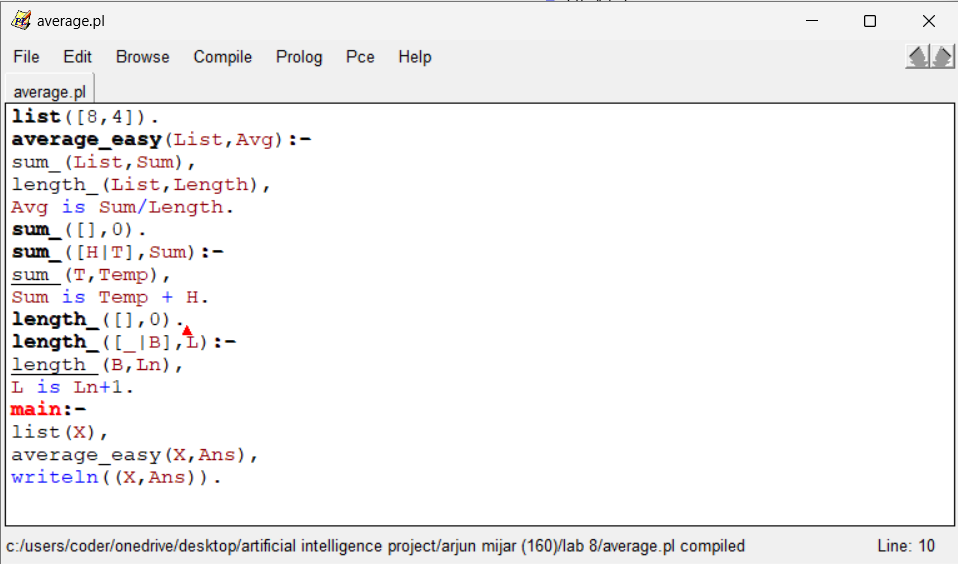 average.pl
File Edit Browse Compile Prolog Pce Help
average.pl
list([8,4]).
average_easy(List,Avg):-
sum_(List,Sum),
length_(List,Length),
Avg is Sum/Length.
sum_([],0).
sum_([H|T],Sum):-
sum_(T,Temp),
Sum is Temp + H.
length_([],0).
length_([_|B],L):-
length_(B,Ln),
L is Ln+1.
main:-
list(X),
average_easy(X,Ans),
writeln((X,Ans)).
c:/users/coder/onedrive/desktop/artificial intelligence project/arjun mijar (160)/lab 8/average.pl compiled Line: 10